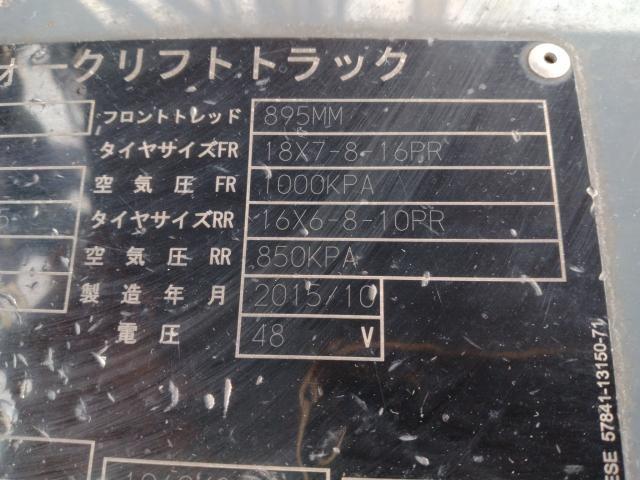 ォークリフトトラック
フロントトレッド 895MM
タイヤサイズFR 18X7-8-16PR
空気圧 FR 1000KPA
タイヤサイズRR 16X6-8-10PR
空気圧 RR 850KPA
製造年月 2015/10
電圧 48 V
ESE 57841-13150-71